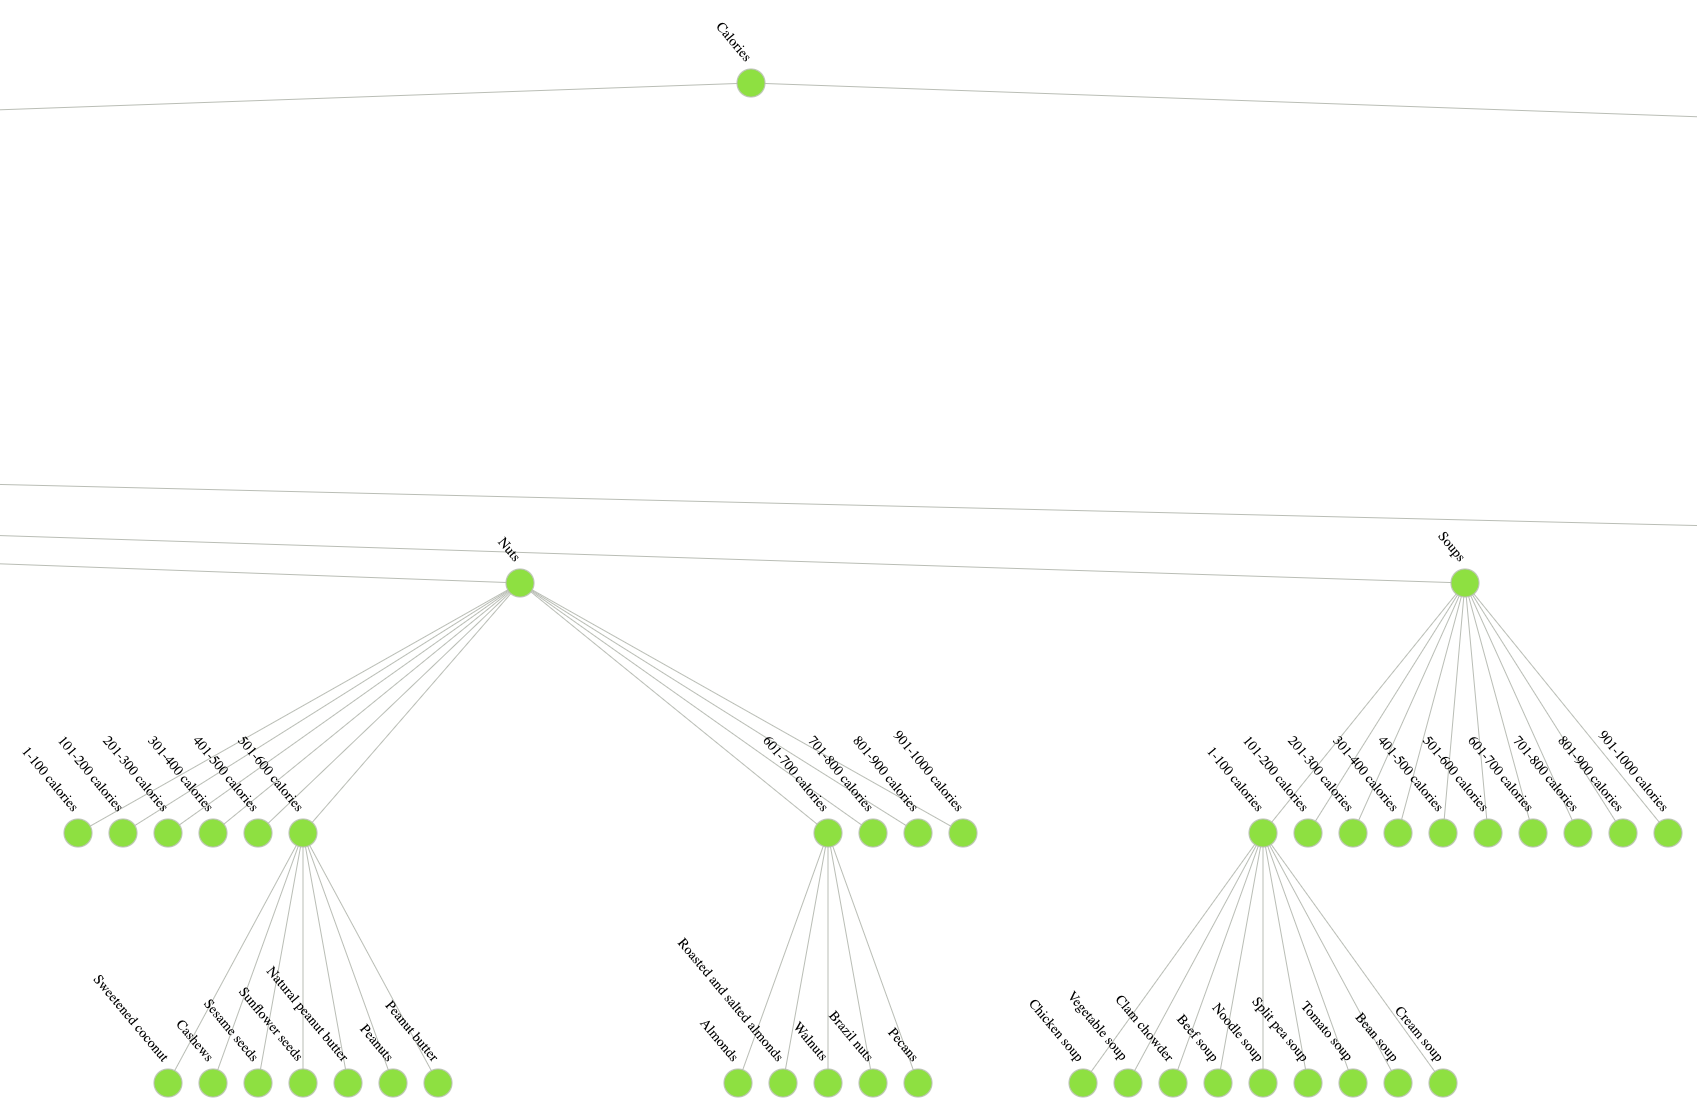 Calories
Nuts
Soups
1-100 calories
101-200 calories
201-300 calories
301-400 calories
401-500 calories
501-600 calories
601-700 calories
701-800 calories
801-900 calories
901-1000 calories
1-100 calories
101-200 calories
201-300 calories
301-400 calories
401-500 calories
501-600 calories
601-700 calories
701-800 calories
801-900 calories
901-1000 calories
Sweetened coconut
Cashews
Sesame seeds
Sunflower seeds
Natural peanut butter
Peanuts
Peanut butter
Almonds
Roasted and salted almonds
Walnuts
Brazil nuts
Pecans
Chicken soup
Vegetable soup
Clam chowder
Beef soup
Noodle soup
Split pea soup
Tomato soup
Bean soup
Cream soup